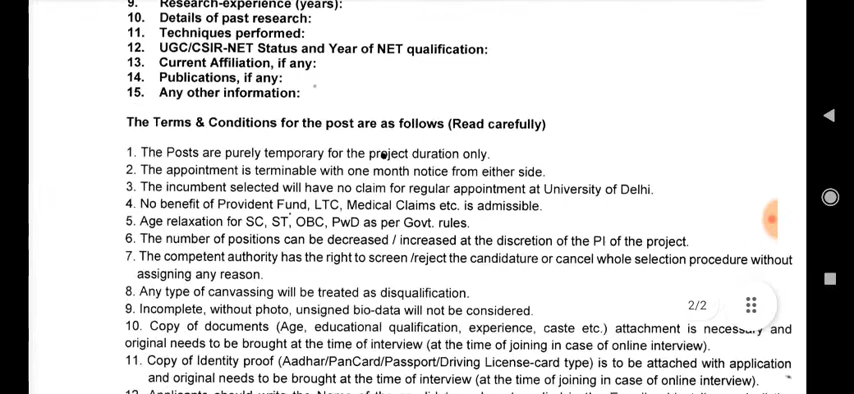 9. Research-experience (years):
10. Details of past research:
11. Techniques performed:
12. UGC/CSIR-NET Status and Year of NET qualification:
13. Current Affiliation, if any:
14. Publications, if any:
15. Any other information:
The Terms & Conditions for the post are as follows (Read carefully)
1. The Posts are purely temporary for the project duration only.
2. The appointment is terminable with one month notice from either side.
3. The incumbent selected will have no claim for regular appointment at University of Delhi.
4. No benefit of Provident Fund, LTC, Medical Claims etc. is admissible.
5. Age relaxation for SC, ST, OBC, PwD as per Govt. rules.
6. The number of positions can be decreased / increased at the discretion of the PI of the project.
7. The competent authority has the right to screen /reject the candidature or cancel whole selection procedure without
assigning any reason.
8. Any type of canvassing will be treated as disqualification.
9. Incomplete, without photo, unsigned bio-data will not be considered.
2/2
10. Copy of documents (Age, educational qualification, experience, caste etc.) attachment is necessary and
original needs to be brought at the time of interview (at the time of joining in case of online interview).
11. Copy of Identity proof (Aadhar/PanCard/Passport/Driving License-card type) is to be attached with application
and original needs to be brought at the time of interview (at the time of joining in case of online interview).